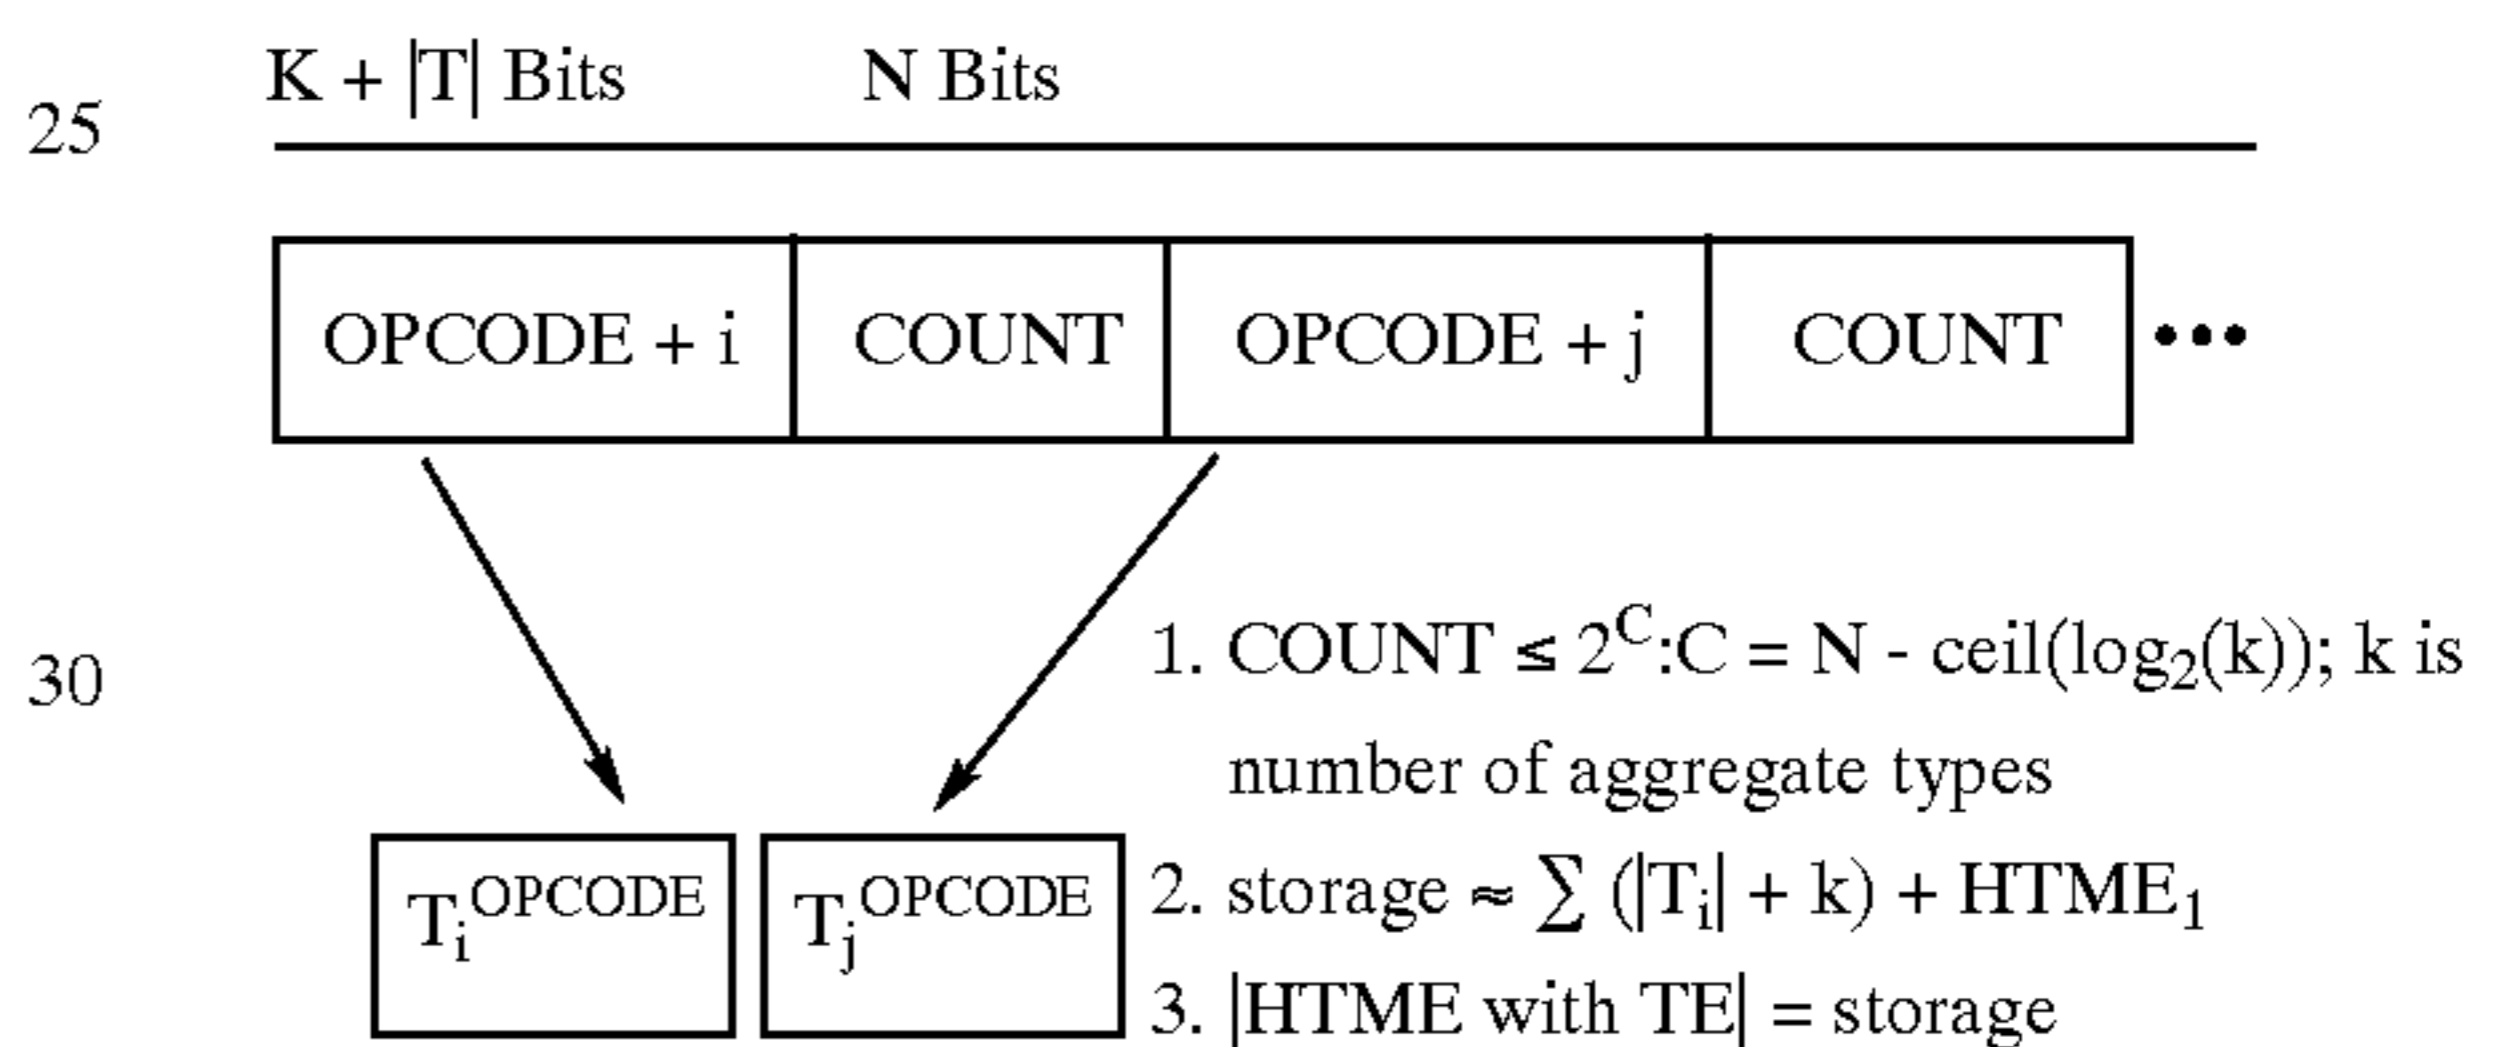 K + |T| Bits N Bits
25
OPCODE + i COUNT OPCODE + j COUNT •••
1. COUNT ≤ 2^C:C = N - ceil(log₂(k)); k is
30
number of aggregate types
T_i^OPCODE T_j^OPCODE
2. storage ≈ ∑ (|T_i| + k) + HTME₁
3. |HTME with TE| = storage